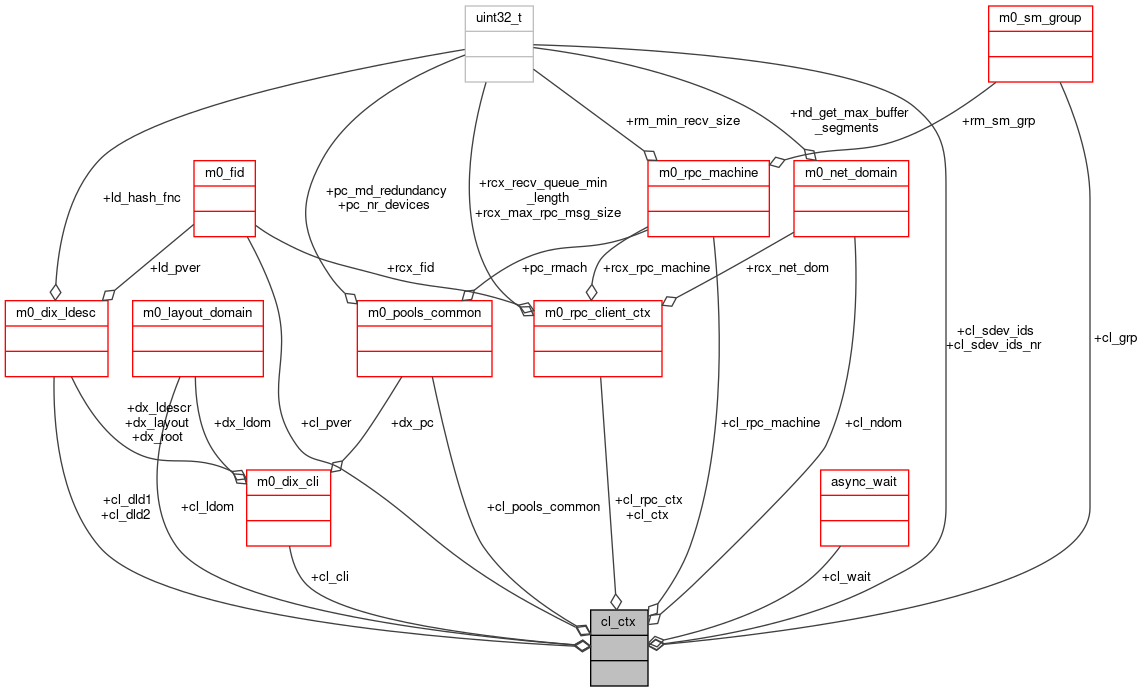 uint32_t
m0_sm_group
+nd_get_max_buffer
_segments
+rm_min_recv_size
+rm_sm_grp
m0_fid
m0_rpc_machine
m0_net_domain
+ld_hash_fnc
+pc_md_redundancy
+pc_nr_devices
+rcx_recv_queue_min
_length
+rcx_max_rpc_msg_size
+ld_pver
+rcx_fid
+pc_rmach
+rcx_rpc_machine
+rcx_net_dom
m0_dix_ldesc
m0_layout_domain
m0_pools_common
m0_rpc_client_ctx
+cl_sdev_ids
+cl_sdev_ids_nr
+cl_grp
+dx_ldescr
+dx_layout
+dx_root
+dx_ldom
+cl_pver
+dx_pc
+cl_rpc_machine
+cl_ndom
m0_dix_cli
async_wait
+cl_dld1
+cl_dld2
+cl_ldom
+cl_pools_common
+cl_rpc_ctx
+cl_ctx
+cl_cli
+cl_wait
cl_ctx